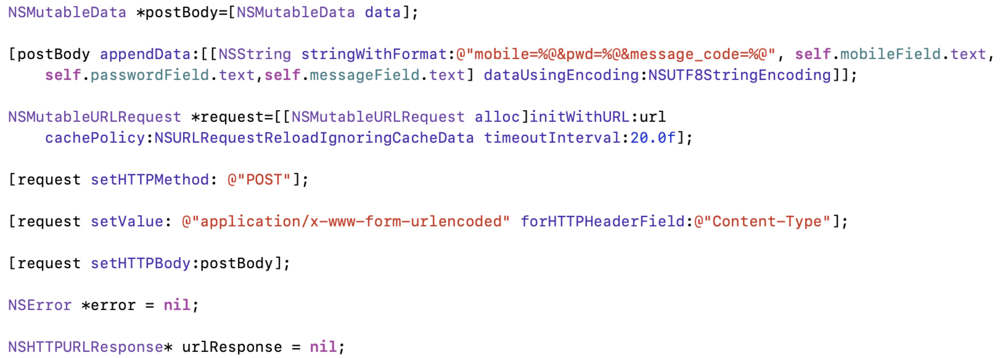 NSMutableData *postBody=[NSMutableData data];
[postBody appendData:[[NSString stringWithFormat:@"mobile=%@&pwd=%@&message_code=%@", self.mobileField.text,
self.passwordField.text,self.messageField.text] dataUsingEncoding:NSUTF8StringEncoding]];
NSMutableURLRequest *request=[[NSMutableURLRequest alloc]initWithURL:url
cachePolicy:NSURLRequestReloadIgnoringCacheData timeoutInterval:20.0f];
[request setHTTPMethod: @"POST"];
[request setValue: @"application/x-www-form-urlencoded" forHTTPHeaderField:@"Content-Type"];
[request setHTTPBody:postBody];
NSError *error = nil;
NSHTTPURLResponse* urlResponse = nil;